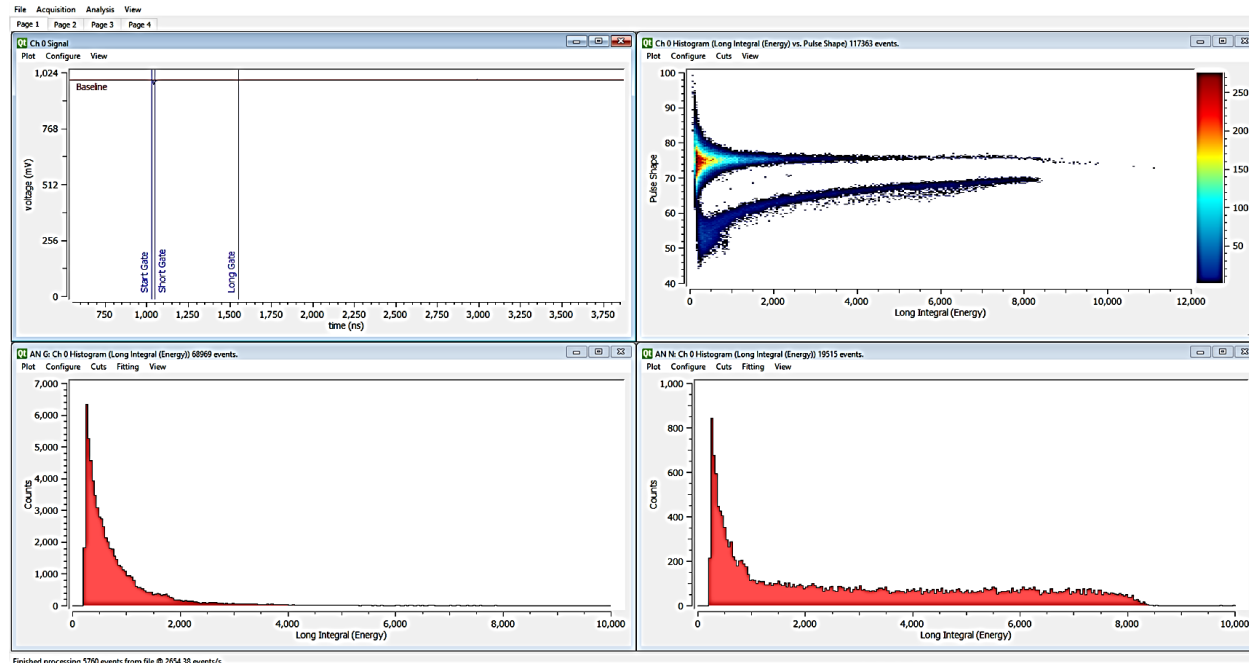 File Acquisition Analysis View
Page 1 Page 2 Page 3 Page 4
Qt Ch 0 Signal
Plot Configure View
1,024
768
512
256
0
voltage (mV)
Baseline
Start Gate
Short Gate
Long Gate
750 1,000 1,250 1,500 1,750 2,000 2,250 2,500 2,750 3,000 3,250 3,500 3,750
time (ns)
Qt Ch 0 Histogram (Long Integral (Energy) vs. Pulse Shape) 117363 events.
Plot Configure Cuts View
100
90
80
70
60
50
40
Pulse Shape
0 2,000 4,000 6,000 8,000 10,000 12,000
Long Integral (Energy)
250
200
150
100
50
Qt AN G: Ch 0 Histogram (Long Integral (Energy)) 68969 events.
Plot Configure Cuts Fitting View
7,000
6,000
5,000
4,000
3,000
2,000
1,000
0
Counts
0 2,000 4,000 6,000 8,000 10,000
Long Integral (Energy)
Qt AN N: Ch 0 Histogram (Long Integral (Energy)) 19515 events.
Plot Configure Cuts Fitting View
1,000
800
600
400
200
0
Counts
0 2,000 4,000 6,000 8,000 10,000
Long Integral (Energy)
Finished processing 5760 events from file @ 2654.38 events/s